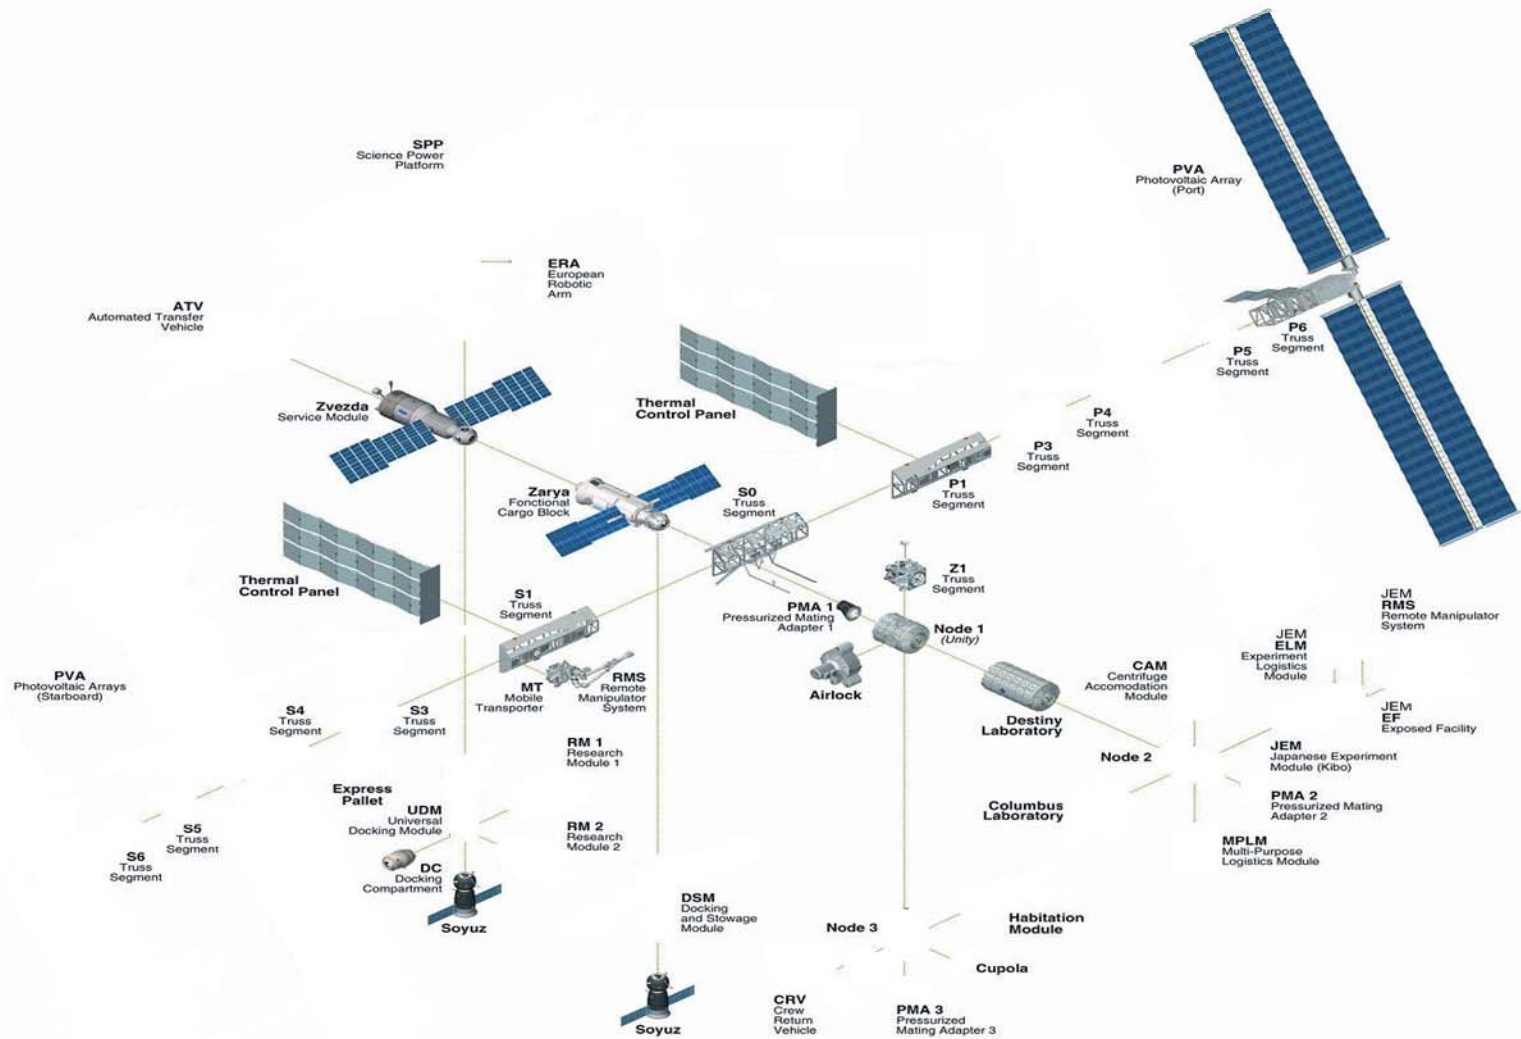 SPP
Science Power
Platform
PVA
Photovoltaic Array
(Port)
ERA
European
Robotic
Arm
ATV
Automated Transfer
Vehicle
P6
Truss
Segment
P5
Truss
Segment
Zvezda
Service Module
Thermal
Control Panel
P4
Truss
Segment
P3
Truss
Segment
P1
Truss
Segment
Zarya
Fonctional
Cargo Block
S0
Truss
Segment
Thermal
Control Panel
Z1
Truss
Segment
S1
Truss
Segment
PMA 1
Pressurized Mating
Adapter 1
Node 1
(Unity)
JEM
RMS
Remote Manipulator
System
JEM
ELM
Experiment
Logistics
Module
PVA
Photovoltaic Arrays
(Starboard)
MT
Mobile
Transporter
RMS
Remote
Manipulator
System
Airlock
CAM
Centrifuge
Accomodation
Module
JEM
EF
Exposed Facility
S4
Truss
Segment
S3
Truss
Segment
Destiny
Laboratory
RM 1
Research
Module 1
Node 2
JEM
Japanese Experiment
Module (Kibo)
Express
Pallet
UDM
Universal
Docking Module
Columbus
Laboratory
PMA 2
Pressurized Mating
Adapter 2
S5
Truss
Segment
S6
Truss
Segment
RM 2
Research
Module 2
MPLM
Multi-Purpose
Logistics Module
DC
Docking
Compartment
Soyuz
DSM
Docking
and Stowage
Module
Node 3
Habitation
Module
Cupola
CRV
Crew
Return
Vehicle
PMA 3
Pressurized
Mating Adapter 3
Soyuz